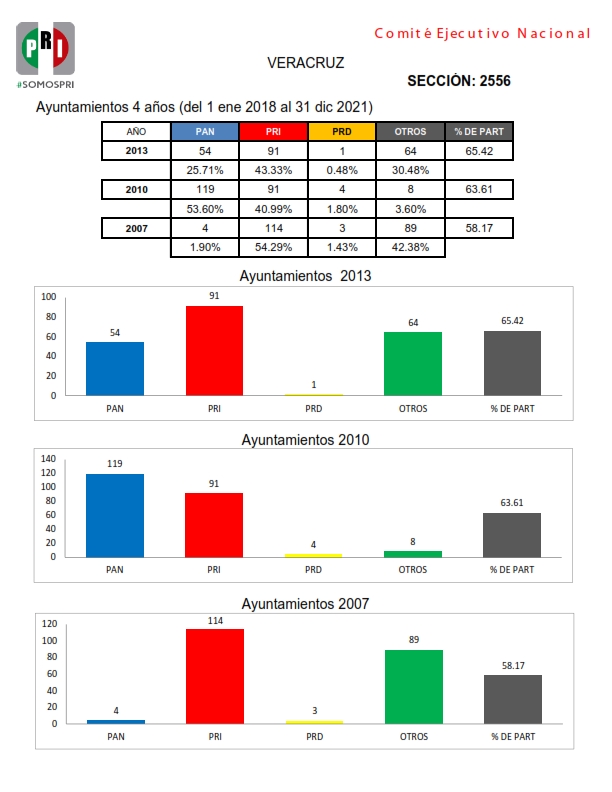 Comité Ejecutivo Nacional
PRI
#SOMOSPRI
VERACRUZ
SECCIÓN: 2556
Ayuntamientos 4 años (del 1 ene 2018 al 31 dic 2021)
AÑO PAN PRI PRD OTROS % DE PART
2013 54 91 1 64 65.42
25.71% 43.33% 0.48% 30.48%
2010 119 91 4 8 63.61
53.60% 40.99% 1.80% 3.60%
2007 4 114 3 89 58.17
1.90% 54.29% 1.43% 42.38%
Ayuntamientos 2013
100
80
60
40
20
0
54 91 1 64 65.42
PAN PRI PRD OTROS % DE PART
Ayuntamientos 2010
140
120
100
80
60
40
20
0
119 91 4 8 63.61
PAN PRI PRD OTROS % DE PART
Ayuntamientos 2007
120
100
80
60
40
20
0
4 114 3 89 58.17
PAN PRI PRD OTROS % DE PART